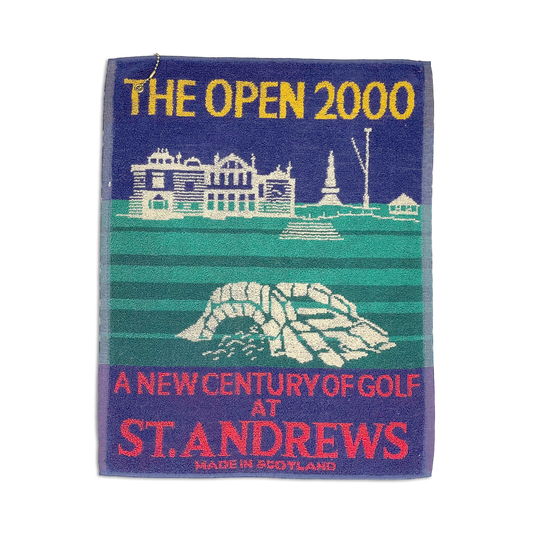 THE OPEN 2000
A NEW CENTURY OF GOLF
AT
ST. ANDREWS
MADE IN SCOTLAND